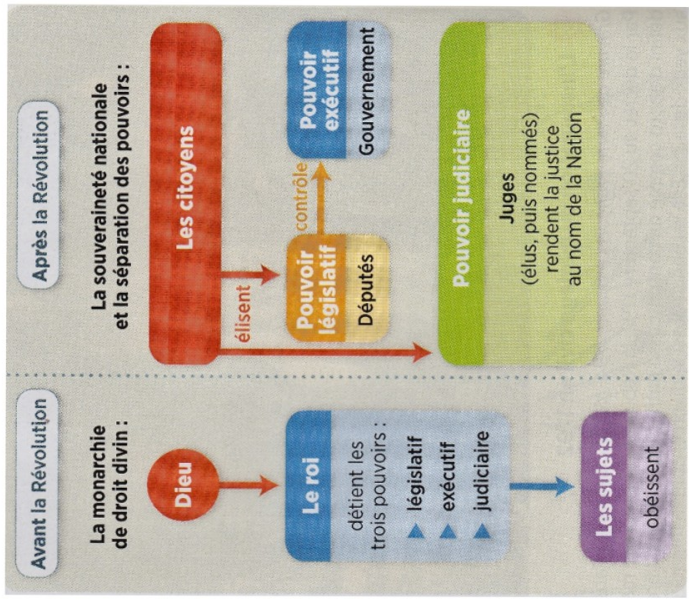 Avant la Révolution
La monarchie
de droit divin :
Dieu
Le roi
détient les
trois pouvoirs :
législatif
exécutif
judiciaire
Les sujets
obéissent
Après la Révolution
La souveraineté nationale
et la séparation des pouvoirs :
Les citoyens
élisent
Pouvoir
législatif
Députés
contrôle
Pouvoir
exécutif
Gouvernement
Pouvoir judiciaire
Juges
(élus, puis nommés)
rendent la justice
au nom de la Nation